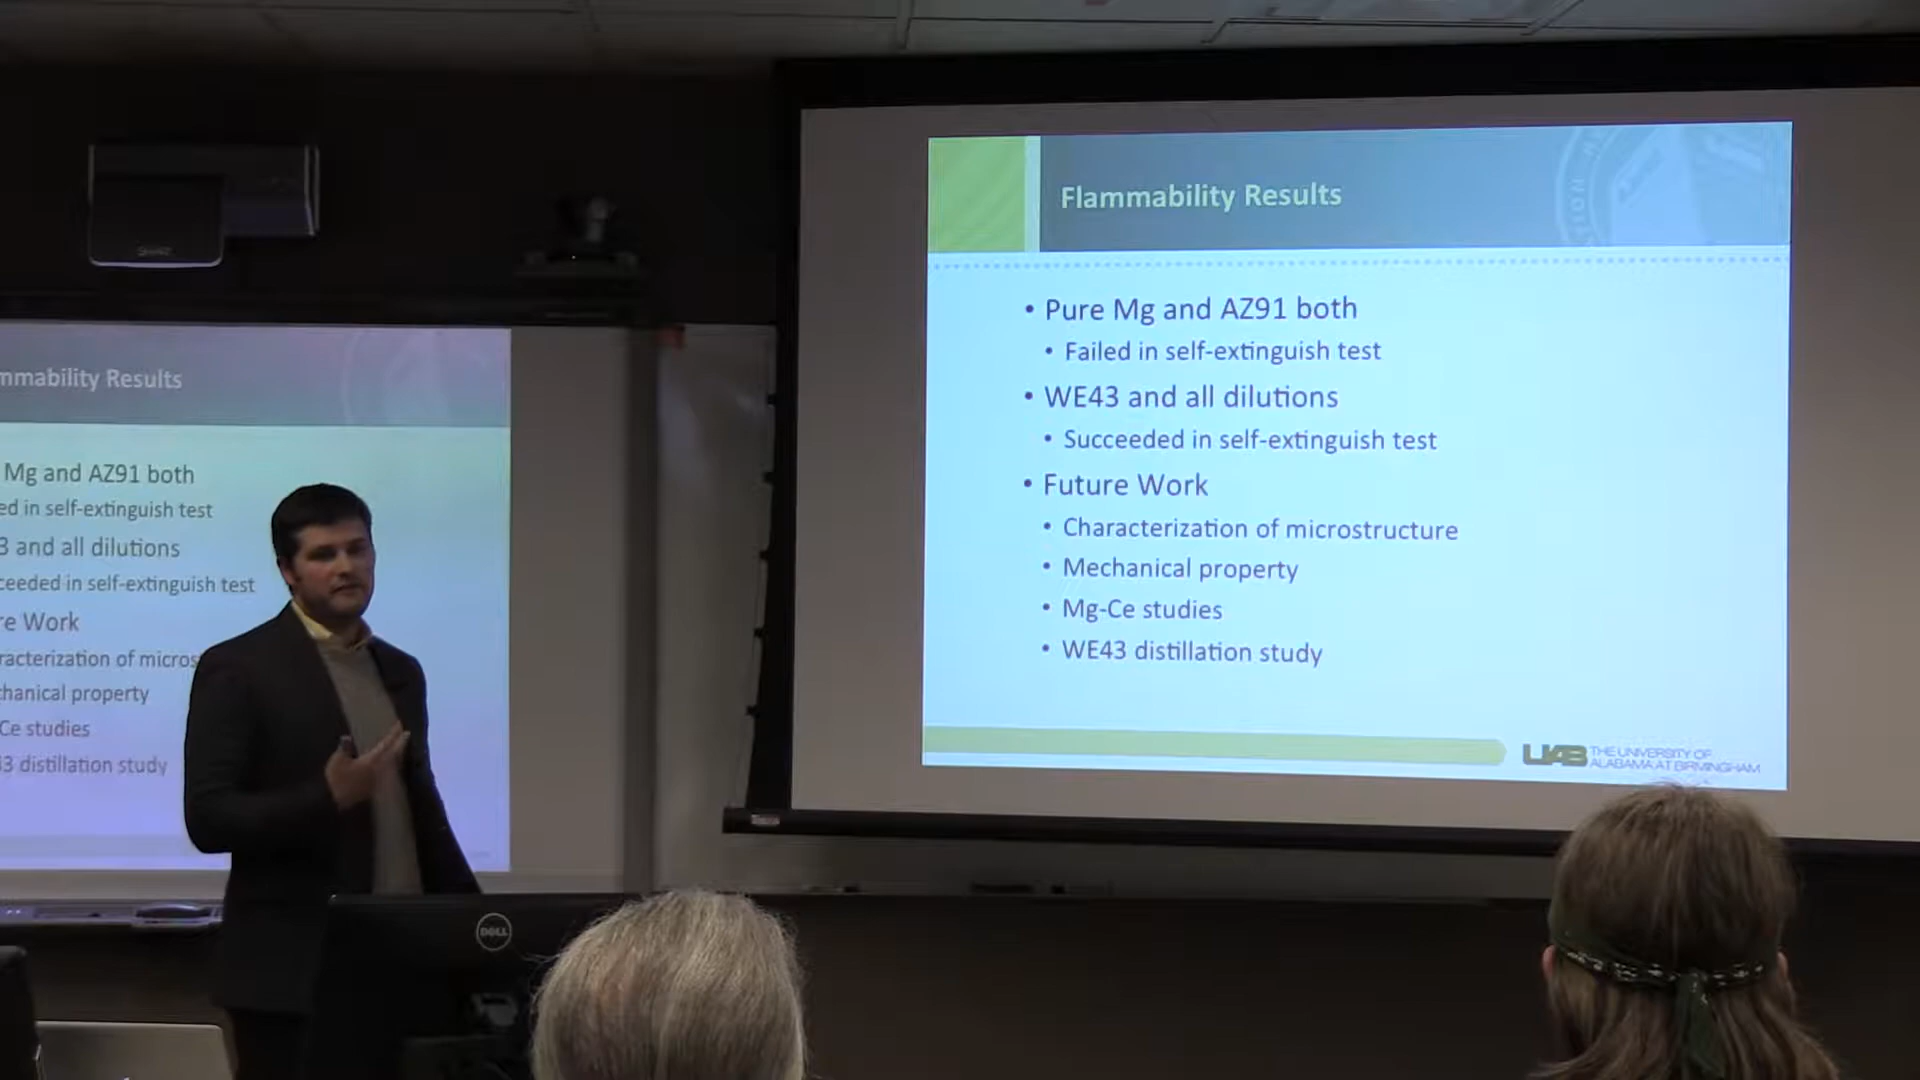 Flammability Results
• Pure Mg and AZ91 both
• Failed in self-extinguish test
• WE43 and all dilutions
• Succeeded in self-extinguish test
• Future Work
• Characterization of microstructure
• Mechanical property
• Mg-Ce studies
• WE43 distillation study
UAB THE UNIVERSITY OF
ALABAMA AT BIRMINGHAM
mmability Results
Mg and AZ91 both
ed in self-extinguish test
3 and all dilutions
ceeded in self-extinguish test
re Work
racterization of micros
hanical property
Ce studies
43 distillation study
SMART
DELL